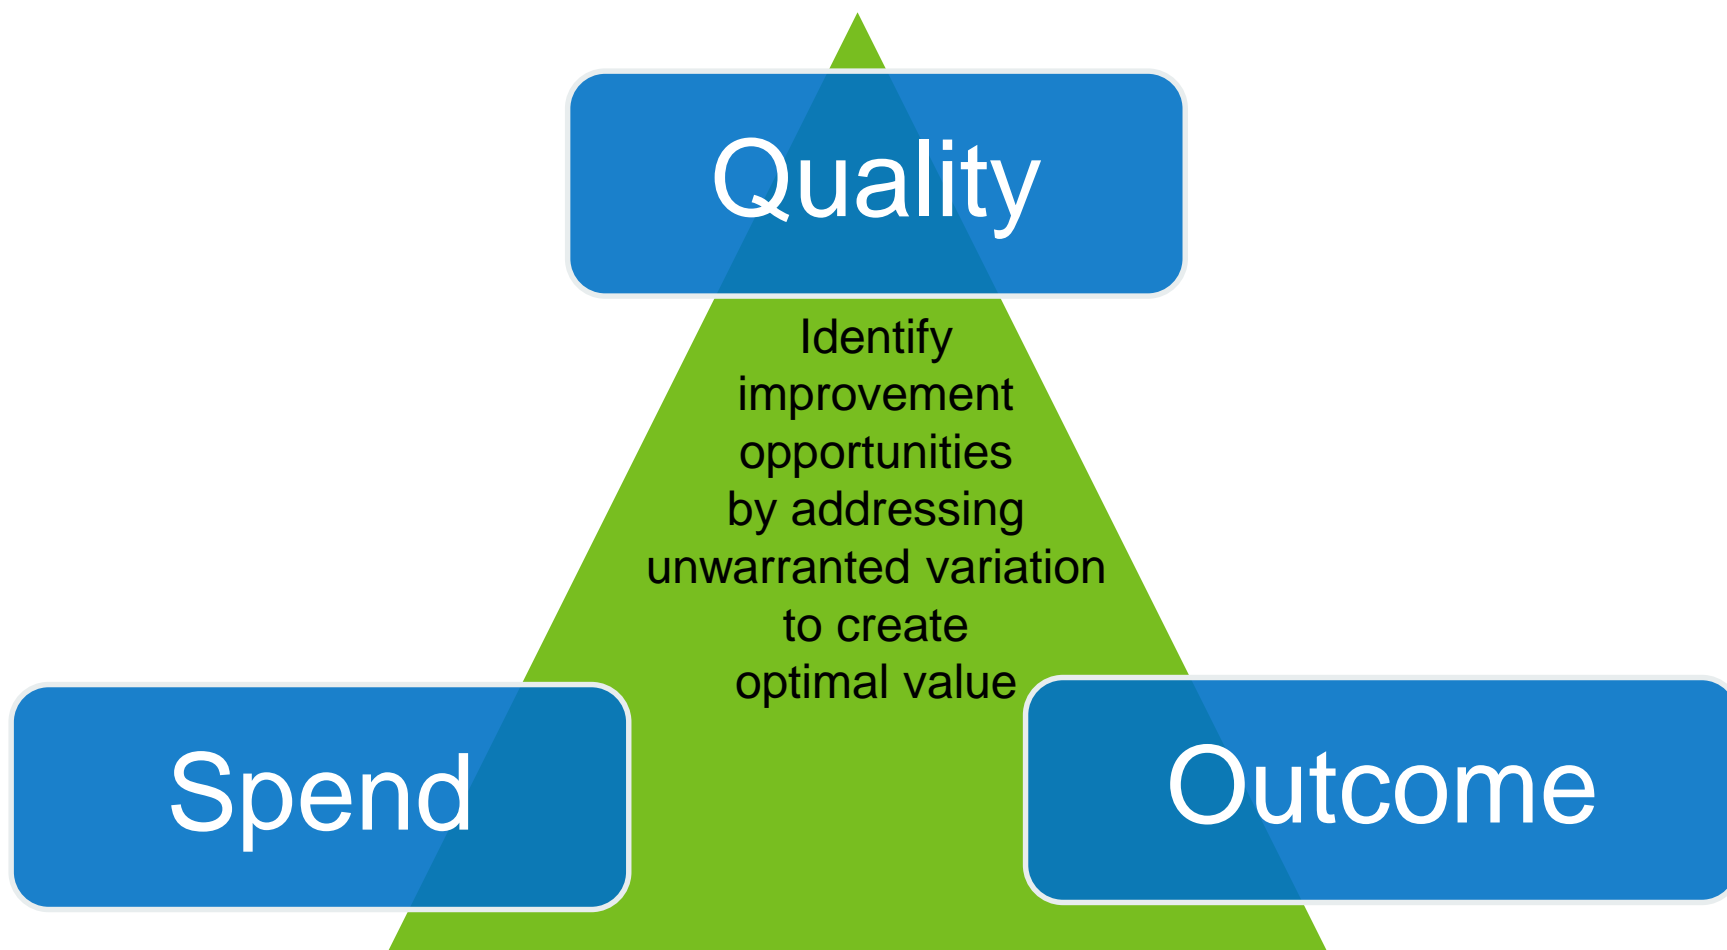 Quality
Identify
improvement
opportunities
by addressing
unwarranted variation
to create
optimal value
Spend
Outcome